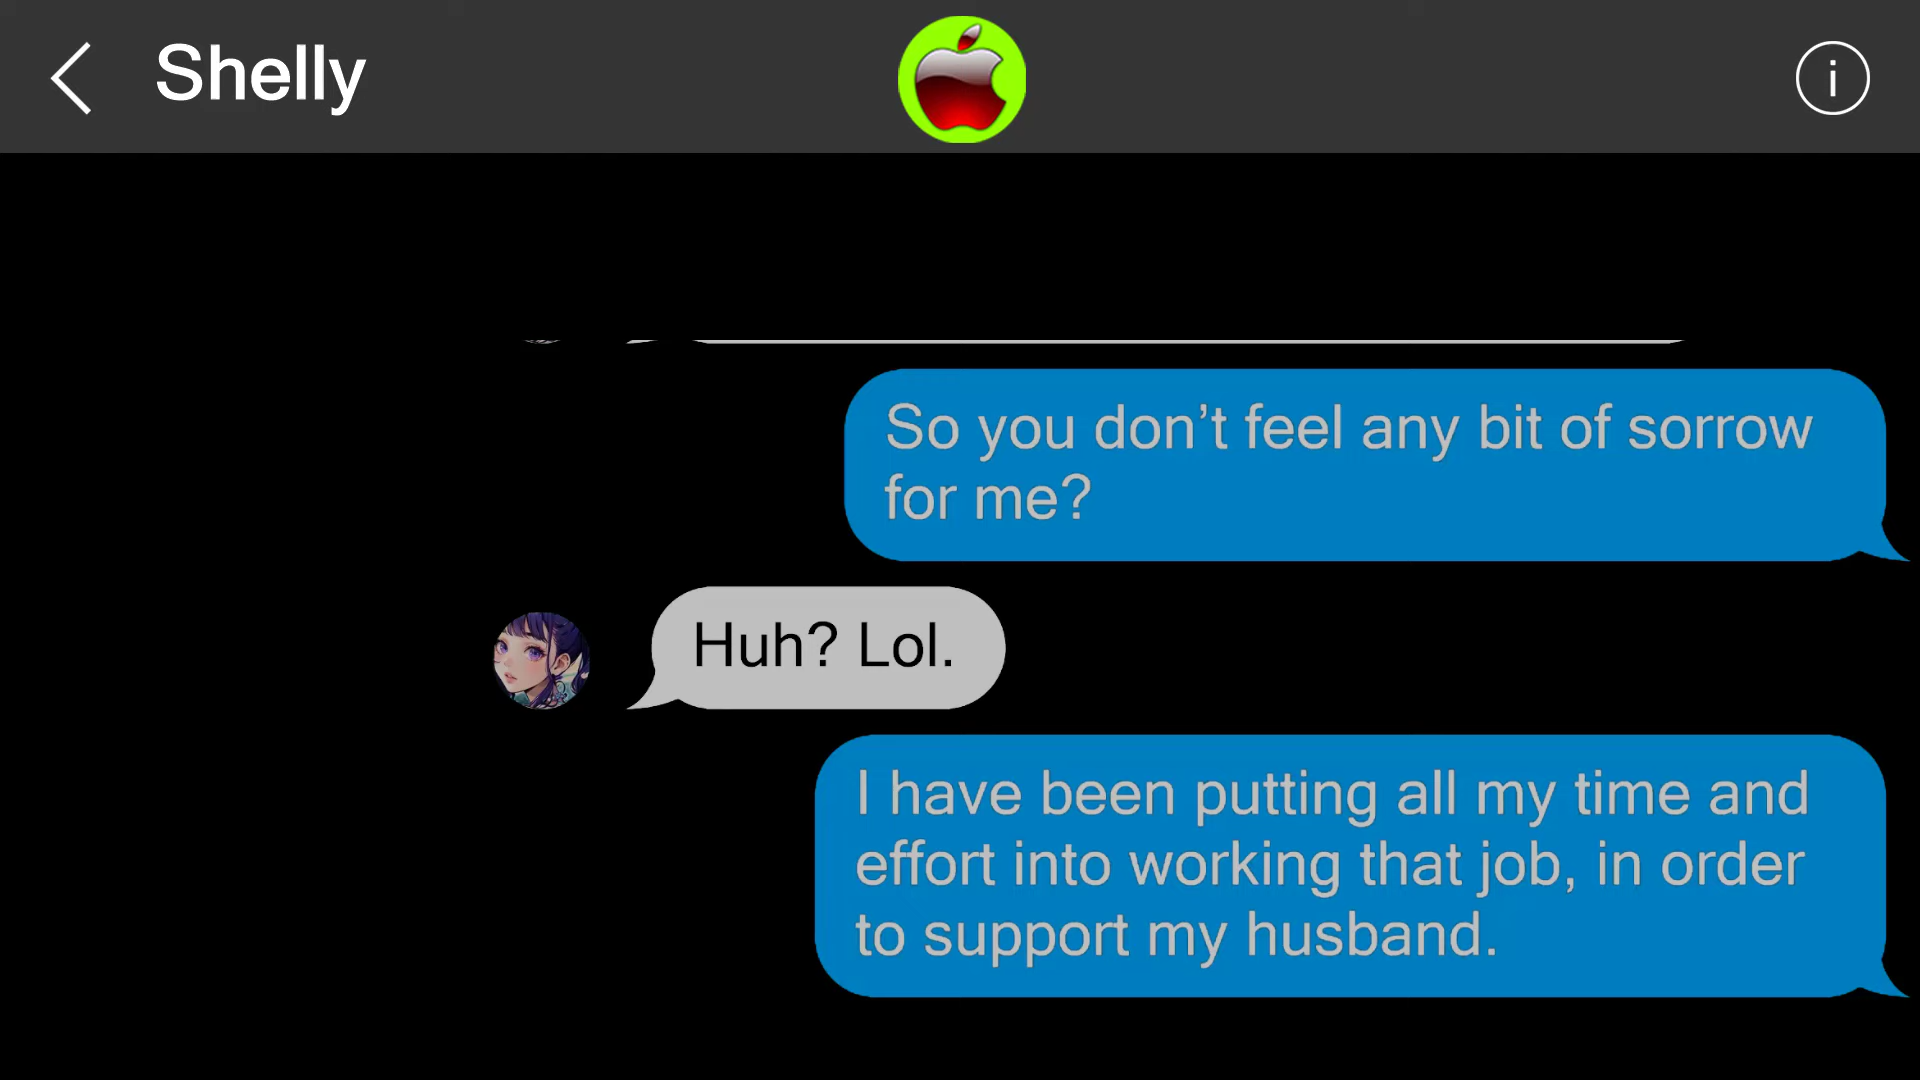 Shelly
i
So you don’t feel any bit of sorrow
for me?
Huh? Lol.
I have been putting all my time and
effort into working that job, in order
to support my husband.